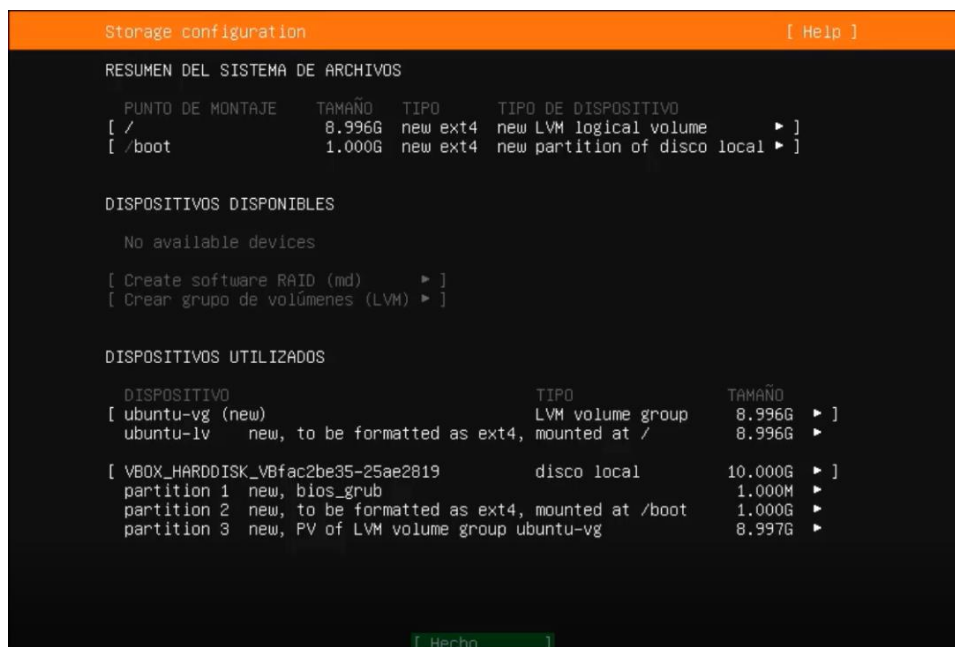 Storage configuration [ Help ]
RESUMEN DEL SISTEMA DE ARCHIVOS
PUNTO DE MONTAJE TAMAÑO TIPO TIPO DE DISPOSITIVO
[ / 8.996G new ext4 new LVM logical volume ▸ ]
[ /boot 1.000G new ext4 new partition of disco local ▸ ]
DISPOSITIVOS DISPONIBLES
No available devices
[ Create software RAID (md) ▸ ]
[ Crear grupo de volúmenes (LVM) ▸ ]
DISPOSITIVOS UTILIZADOS
DISPOSITIVO TIPO TAMAÑO
[ ubuntu-vg (new) LVM volume group 8.996G ▸ ]
ubuntu-lv new, to be formatted as ext4, mounted at / 8.996G ▸
[ VBOX_HARDDISK_VBfac2be35-25ae2819 disco local 10.000G ▸ ]
partition 1 new, bios_grub 1.000M ▸
partition 2 new, to be formatted as ext4, mounted at /boot 1.000G ▸
partition 3 new, PV of LVM volume group ubuntu-vg 8.997G ▸
[ Hecho ]